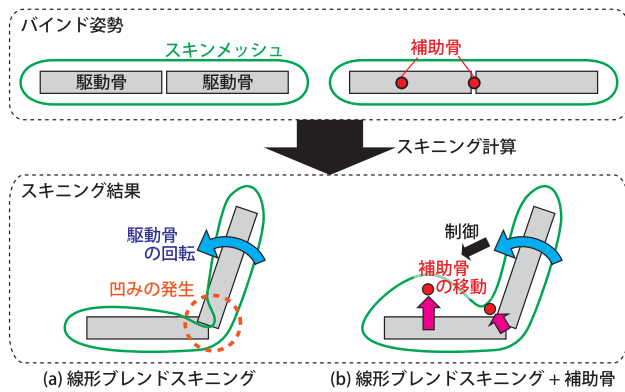 バインド姿勢
スキンメッシュ
駆動骨
駆動骨
補助骨
スキニング計算
スキニング結果
駆動骨
の回転
凹みの発生
制御
補助骨
の移動
(a) 線形ブレンドスキニング
(b) 線形ブレンドスキニング + 補助骨